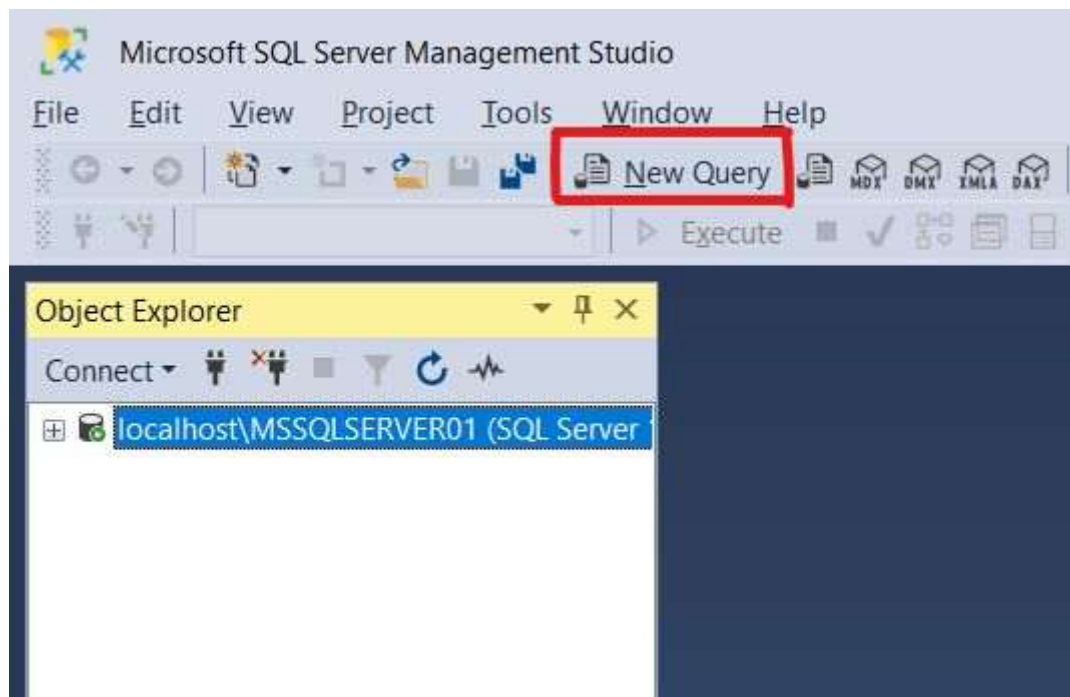 Microsoft SQL Server Management Studio
File Edit View Project Tools Window Help
New Query MDX DMX XMLA DAX
Execute
Object Explorer
Connect
localhost\MSSQLSERVER01 (SQL Server